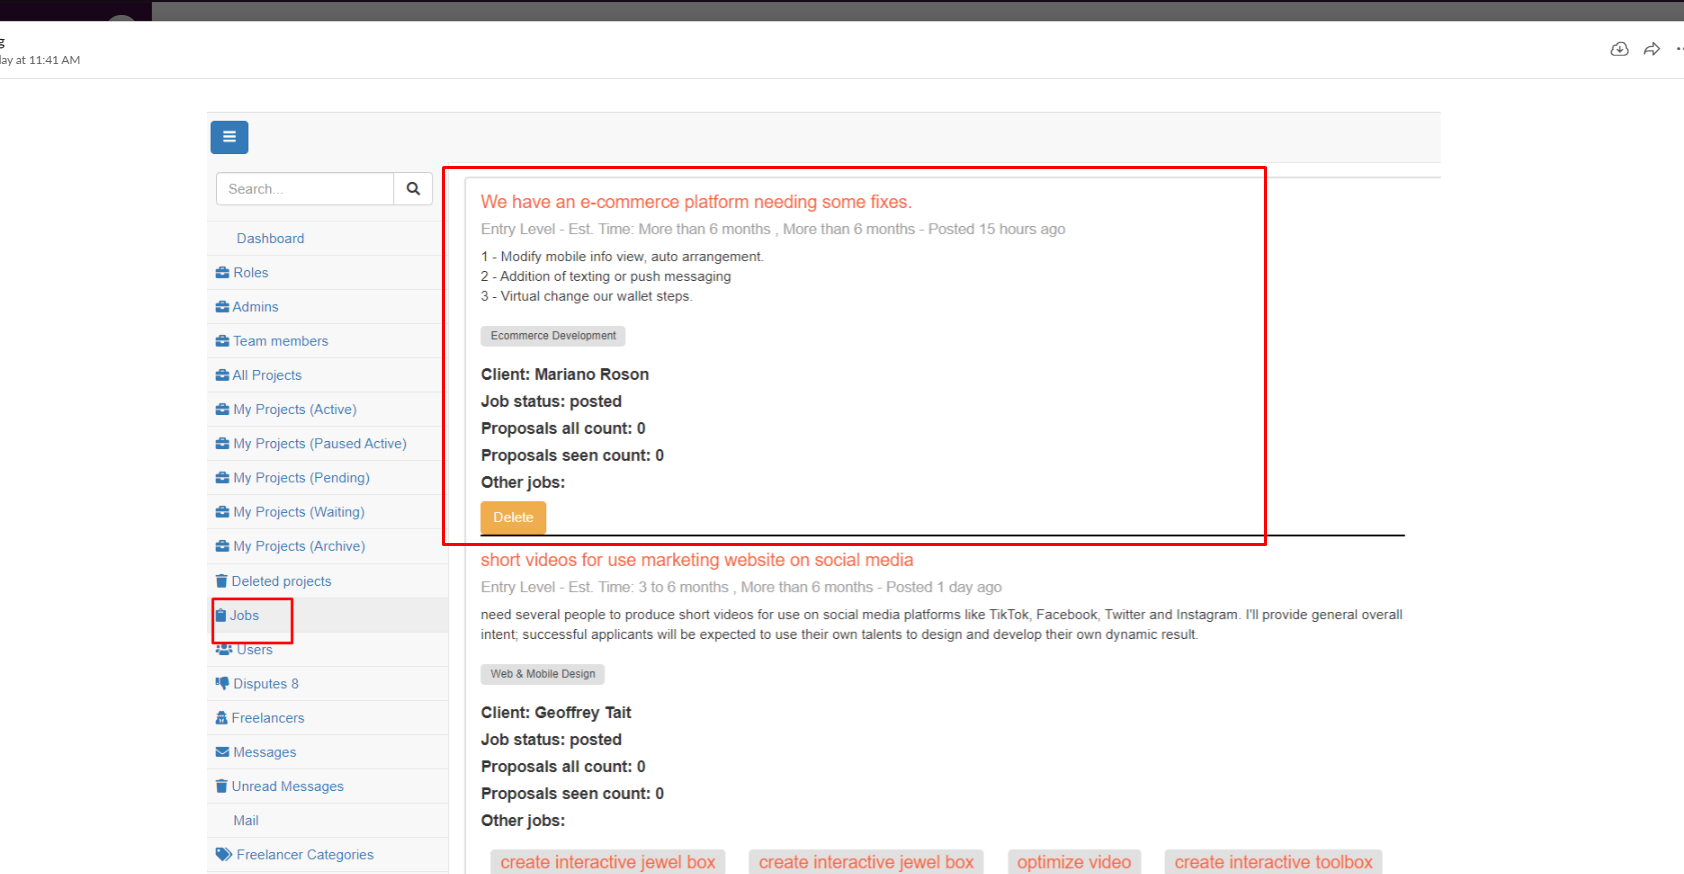 g
ay at 11:41 AM
Search...
Dashboard
Roles
Admins
Team members
All Projects
My Projects (Active)
My Projects (Paused Active)
My Projects (Pending)
My Projects (Waiting)
My Projects (Archive)
Deleted projects
Jobs
Users
Disputes 8
Freelancers
Messages
Unread Messages
Mail
Freelancer Categories
We have an e-commerce platform needing some fixes.
Entry Level - Est. Time: More than 6 months , More than 6 months - Posted 15 hours ago
1 - Modify mobile info view, auto arrangement.
2 - Addition of texting or push messaging
3 - Virtual change our wallet steps.
Ecommerce Development
Client: Mariano Roson
Job status: posted
Proposals all count: 0
Proposals seen count: 0
Other jobs:
Delete
short videos for use marketing website on social media
Entry Level - Est. Time: 3 to 6 months , More than 6 months - Posted 1 day ago
need several people to produce short videos for use on social media platforms like TikTok, Facebook, Twitter and Instagram. I'll provide general overall
intent; successful applicants will be expected to use their own talents to design and develop their own dynamic result.
Web & Mobile Design
Client: Geoffrey Tait
Job status: posted
Proposals all count: 0
Proposals seen count: 0
Other jobs:
create interactive jewel box create interactive jewel box optimize video create interactive toolbox